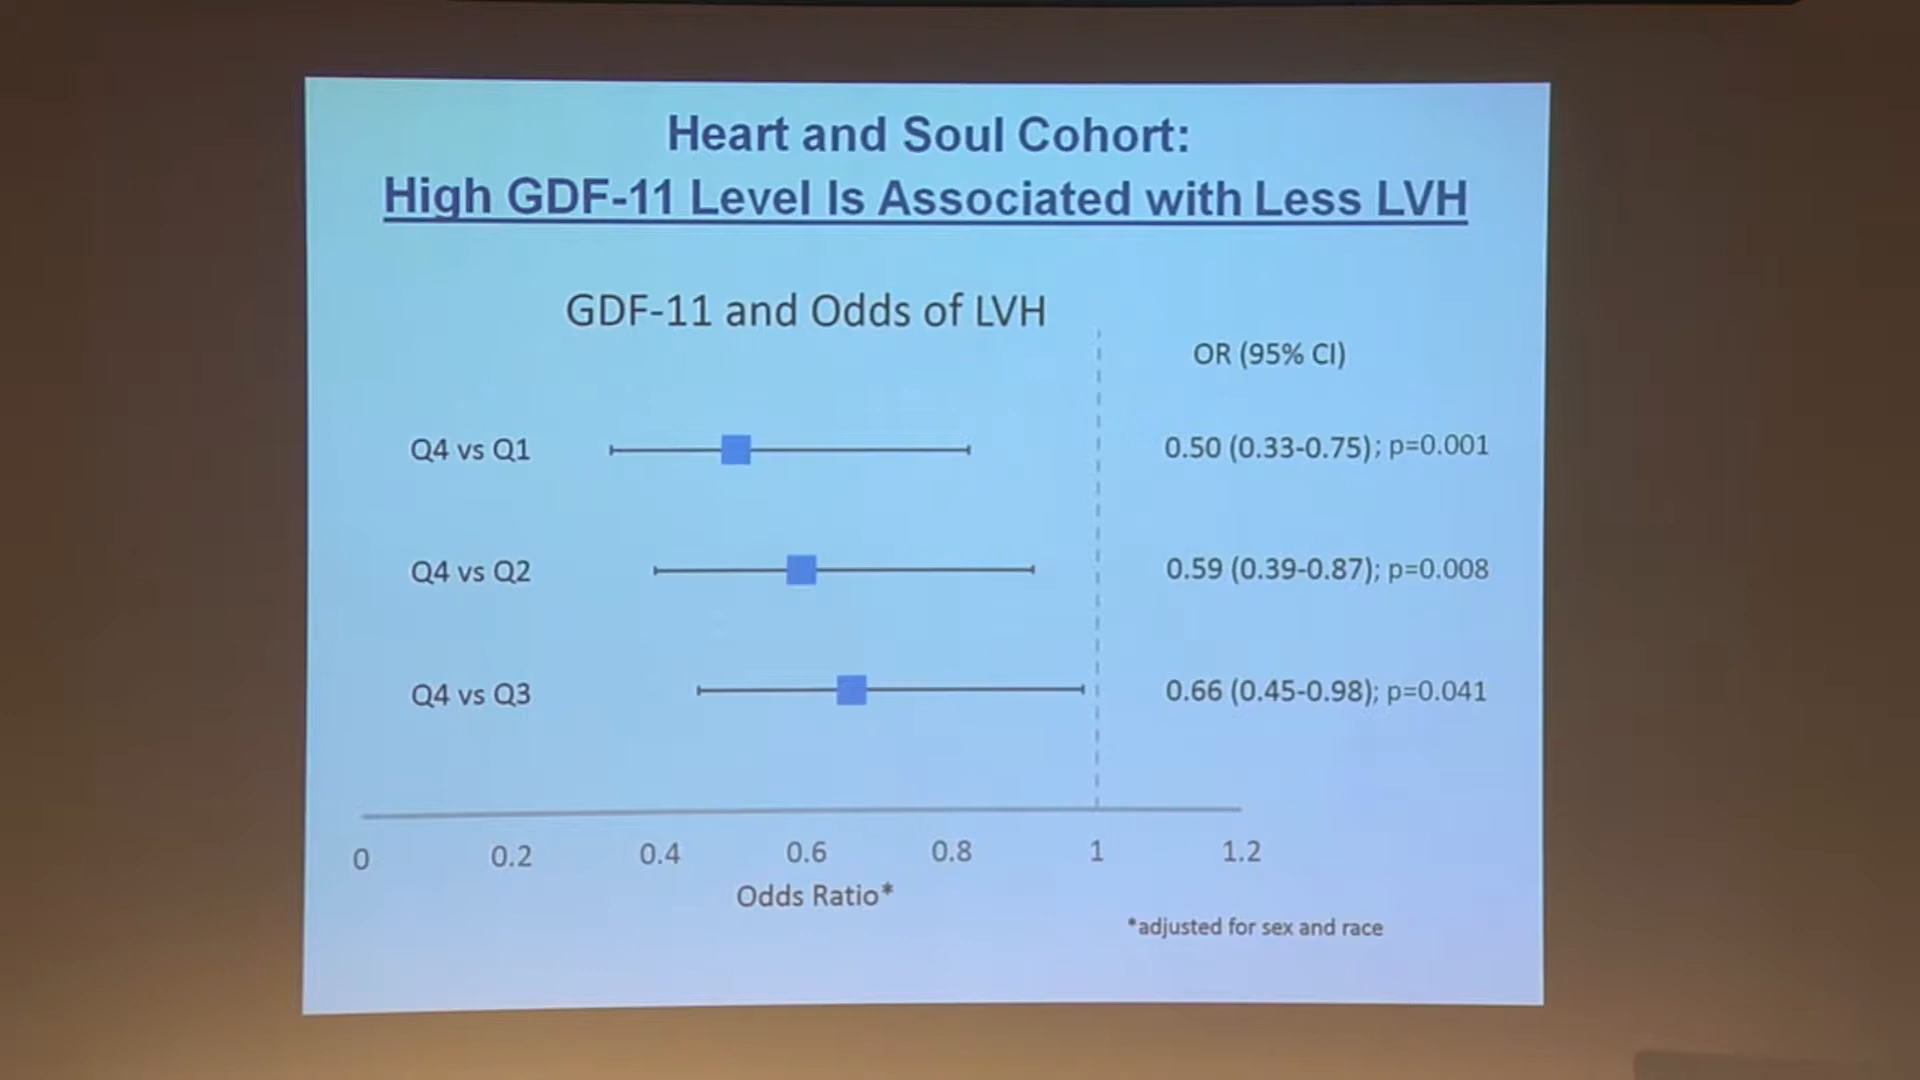 Heart and Soul Cohort:
High GDF-11 Level Is Associated with Less LVH
GDF-11 and Odds of LVH
OR (95% CI)
Q4 vs Q1 0.50 (0.33-0.75); p=0.001
Q4 vs Q2 0.59 (0.39-0.87); p=0.008
Q4 vs Q3 0.66 (0.45-0.98); p=0.041
0 0.2 0.4 0.6 0.8 1 1.2
Odds Ratio*
*adjusted for sex and race